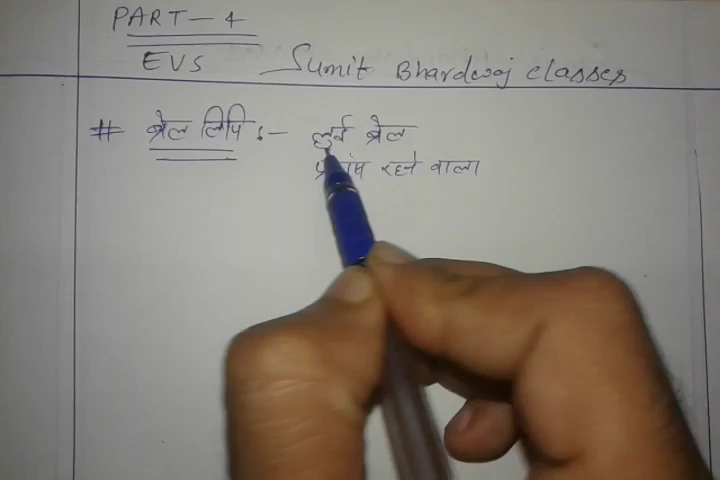 PART - 4
EVS Sumit Bhardwaj classes
# ब्रेल लिपि :- लुई ब्रेल
रहने वाला